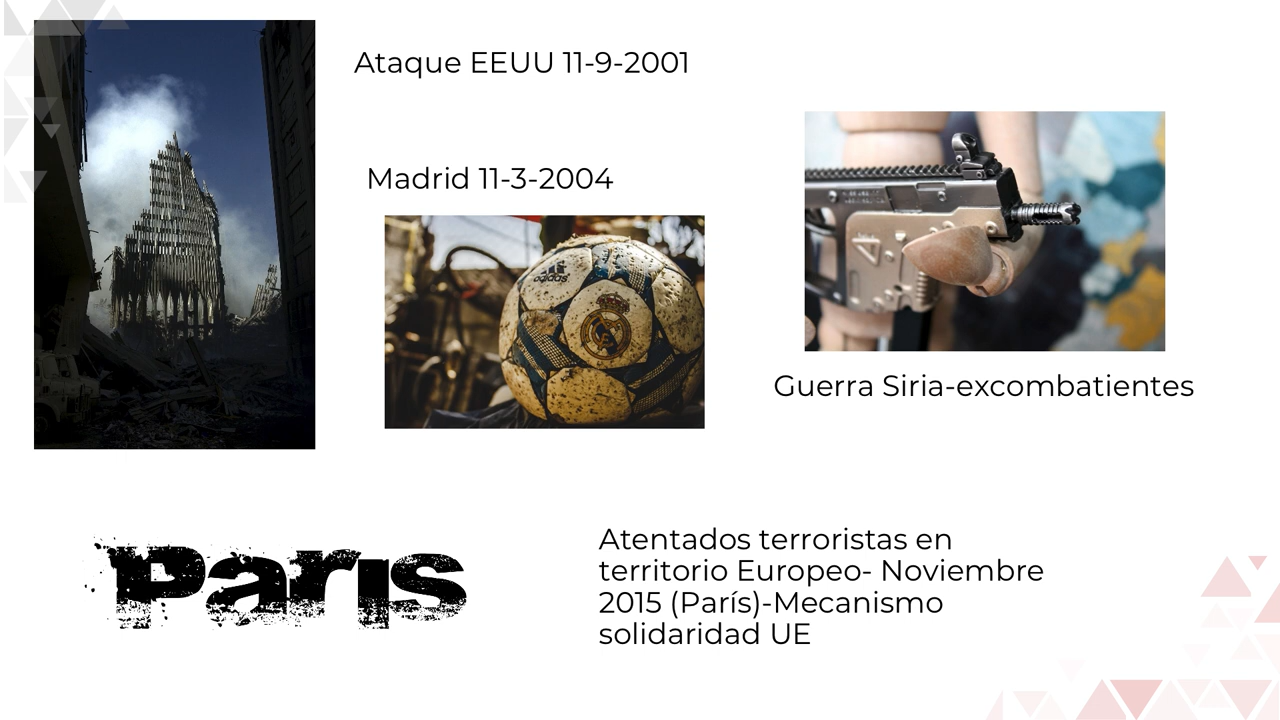 Ataque EEUU 11-9-2001
Madrid 11-3-2004
adidas
Guerra Siria-excombatientes
Paris
Atentados terroristas en
territorio Europeo- Noviembre
2015 (París)-Mecanismo
solidaridad UE